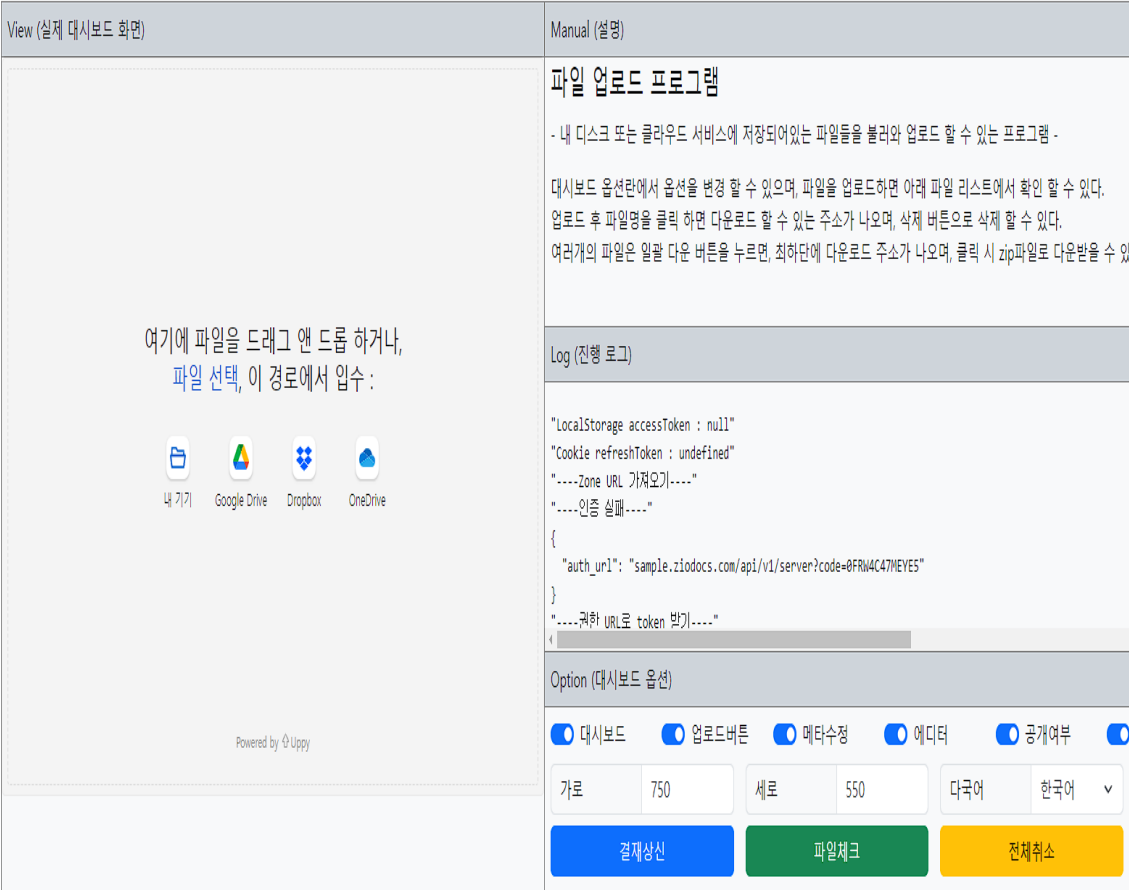 View (실제 대시보드 화면)
여기에 파일을 드래그 앤 드롭 하거나,
파일 선택, 이 경로에서 입수 :
내 기기
Google Drive
Dropbox
OneDrive
Powered by Uppy
Manual (설명)
파일 업로드 프로그램
- 내 디스크 또는 클라우드 서비스에 저장되어있는 파일들을 불러와 업로드 할 수 있는 프로그램 -
대시보드 옵션란에서 옵션을 변경 할 수 있으며, 파일을 업로드하면 아래 파일 리스트에서 확인 할 수 있다.
업로드 후 파일명을 클릭 하면 다운로드 할 수 있는 주소가 나오며, 삭제 버튼으로 삭제 할 수 있다.
여러개의 파일은 일괄 다운 버튼을 누르면, 최하단에 다운로드 주소가 나오며, 클릭 시 zip파일로 다운받을 수
Log (진행 로그)
"LocalStorage accessToken : null"
"Cookie refreshToken : undefined"
"----Zone URL 가져오기----"
"----인증 실패----"
{
"auth_url": "sample.ziodocs.com/api/v1/server?code=0FRW4C47MEYE5"
}
"----권한 URL로 token 받기----"
Option (대시보드 옵션)
대시보드
업로드버튼
메타수정
에디터
공개여부
가로
750
세로
550
다국어
한국어
결재상신
파일체크
전체취소